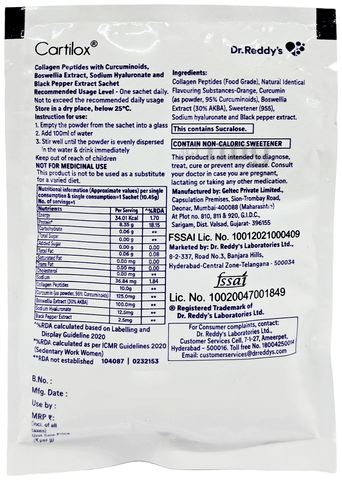 Cartilox®
Collagen Peptides with Curcuminoids,
Boswellia Extract, Sodium Hyaluronate and
Black Pepper Extract Sachet
Recommended Usage Level - One sachet daily.
Not to exceed the recommended daily usage
Store in a dry place, below 25°C.
Instruction for use:
1. Empty the powder from the sachet into a glass
2. Add 100ml of water
3. Stir well until the powder is evenly dispersed
in the water & drink immediately
Keep out of reach of children
NOT FOR MEDICINAL USE
This product is not to be used as a substitute
for a varied diet.
Nutritional Information (Approximate values) per single
consumption & single consumption=1 Sachet (10.45g)
Nutrients Per Serving ^%RDA
Energy 34.01 Kcal 1.70
Protein* 8.35 g 18.15
Carbohydrate 0.06 g **
Total Sugar 0.00 g **
Added Sugar 0.00 g
Total Fat 0.06 g
Saturated Fat 0.08
Trans Fat 0.00 mg
Cholesterol 0.00 mg
Sodium 36.84 mg 1.84
Collagen Peptides 10.0g **
Curcumin (as powder, 95% Curcuminoids) 125.0mg **
Boswellia Extract (30% AKBA) 100.0mg **
Sodium Hyaluronate 12.5mg **
Black Pepper Extract 2.5mg **
^%RDA calculated based on Labelling and
Display Guideline 2020
*%RDA calculated as per ICMR Guidelines 2020
(Sedentary Work Women)
**RDA not established 104087 | 0232153
B.No. :
Mfg. Date :
Use by :
MRP ₹:
(incl. of all
taxes)
Dr.Reddy's
Ingredients:
Collagen Peptides (Food Grade), Natural Identical
Flavouring Substances-Orange, Curcumin
(as powder, 95% Curcuminoids), Boswellia
Extract (30% AKBA), Sweetener (955),
Sodium hyaluronate and Black pepper extract.
This contains Sucralose.
CONTAIN NON-CALORIC SWEETENER
This product is not intended to diagnose,
treat, cure or prevent any disease. Consult
your doctor in case you are pregnant,
lactating or taking any other medication.
Manufactured by: Geltec Private Limited.,
Capsulation Premises, Sion-Trombay Road,
Deonar, Mumbai-400088 (Maharashtra)
At Plot no. 810, 811 & 920, G.I.D.C.,
Sarigam, Dist. Valsad, Gujarat-396155
FSSAI Lic. No. 10012021000409
Marketed by: Dr. Reddy's Laboratories Ltd.,
8-2-337, Road No.3, Banjara Hills,
Hyderabad-Central Zone-Telangana - 500034
fssai
Lic. No. 10020047001849
® Registered Trademark of
Dr. Reddy's Laboratories Ltd.
For Consumer complaints, contact:
Dr. Reddy's Laboratories Ltd.,
Customer Services Cell, 7-1-27, Ameerpet,
Hyderabad - 500016. Toll free no. 18004250014
Email: customerservices@drreddys.com